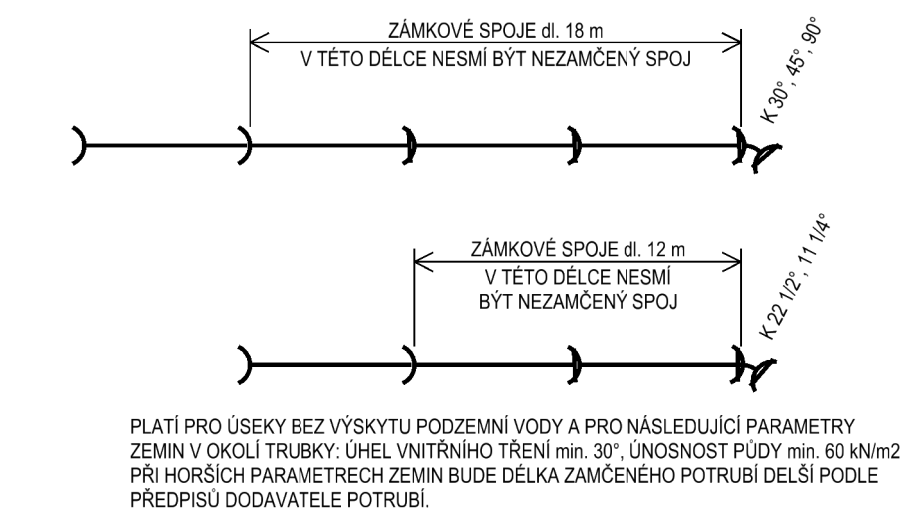 ZÁMKOVÉ SPOJE dl. 18 m
V TÉTO DÉLCE NESMÍ BÝT NEZAMČENÝ SPOJ
K 30°, 45°, 90°
ZÁMKOVÉ SPOJE dl. 12 m
V TÉTO DÉLCE NESMÍ
BÝT NEZAMČENÝ SPOJ
K 22 1/2°, 11 1/4°
PLATÍ PRO ÚSEKY BEZ VÝSKYTU PODZEMNÍ VODY A PRO NÁSLEDUJÍCÍ PARAMETRY
ZEMIN V OKOLÍ TRUBKY: ÚHEL VNITŘNÍHO TŘENÍ min. 30°, ÚNOSNOST PŮDY min. 60 kN/m2
PŘI HORŠÍCH PARAMETRECH ZEMIN BUDE DÉLKA ZAMČENÉHO POTRUBÍ DELŠÍ PODLE
PŘEDPISŮ DODAVATELE POTRUBÍ.